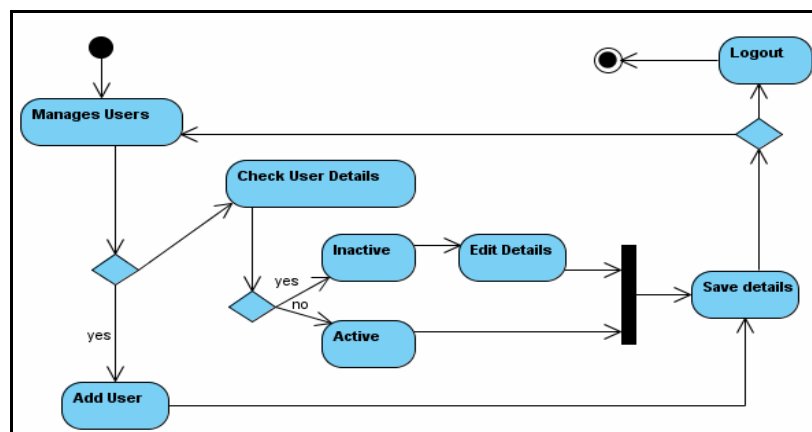 Logout
Manages Users
Check User Details
Inactive
Edit Details
yes
no
Save details
yes
Active
Add User